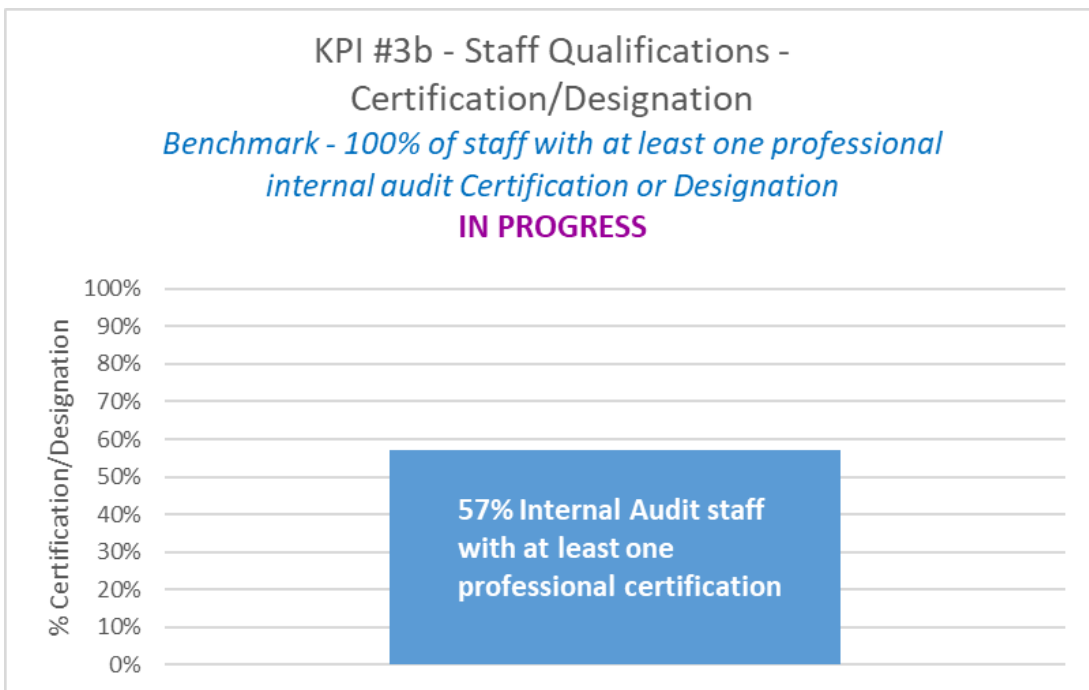 KPI #3b - Staff Qualifications -
Certification/Designation
Benchmark - 100% of staff with at least one professional
internal audit Certification or Designation
IN PROGRESS
% Certification/Designation
100%
90%
80%
70%
60%
50%
40%
30%
20%
10%
0%
57% Internal Audit staff
with at least one
professional certification